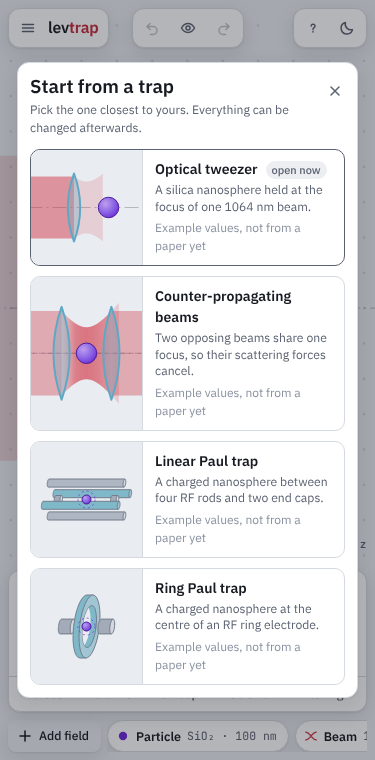 levtrap
?
Start from a trap
Pick the one closest to yours. Everything can be
changed afterwards.
Optical tweezer open now
A silica nanosphere held at the
focus of one 1064 nm beam.
Example values, not from a
paper yet
Counter-propagating
beams
Two opposing beams share one
focus, so their scattering forces
cancel.
Example values, not from a
paper yet
Linear Paul trap
A charged nanosphere between
four RF rods and two end caps.
Example values, not from a
paper yet
Ring Paul trap
A charged nanosphere at the
centre of an RF ring electrode.
Example values, not from a
paper yet
z
Add field
Particle SiO₂ · 100 nm
Beam